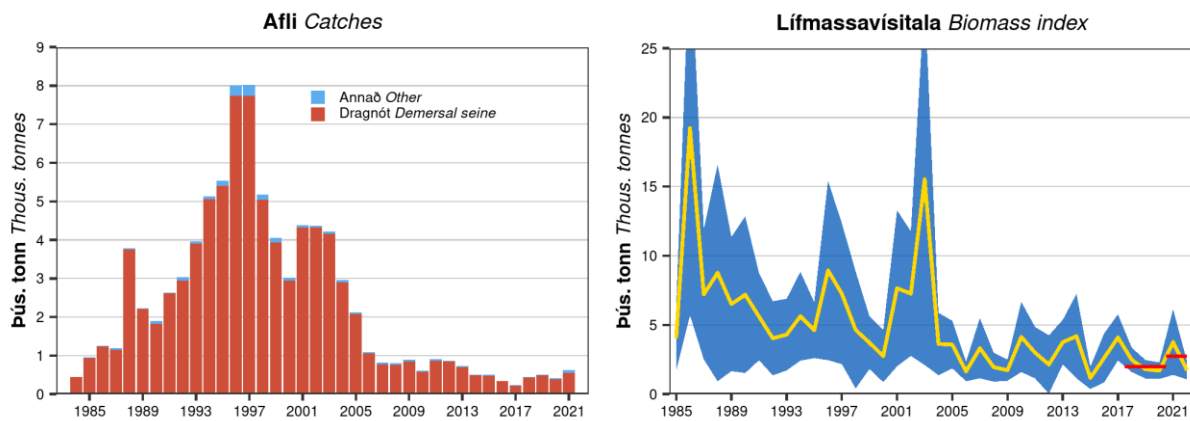 Afli Catches
Þús. tonn Thous. tonnes
9
8
7
6
5
4
3
2
1
0
Annað Other
Dragnót Demersal seine
1985 1989 1993 1997 2001 2005 2009 2013 2017 2021
Lífmassavísitala Biomass index
Þús. tonn Thous. tonnes
25
20
15
10
5
0
1985 1989 1993 1997 2001 2005 2009 2013 2017 2021